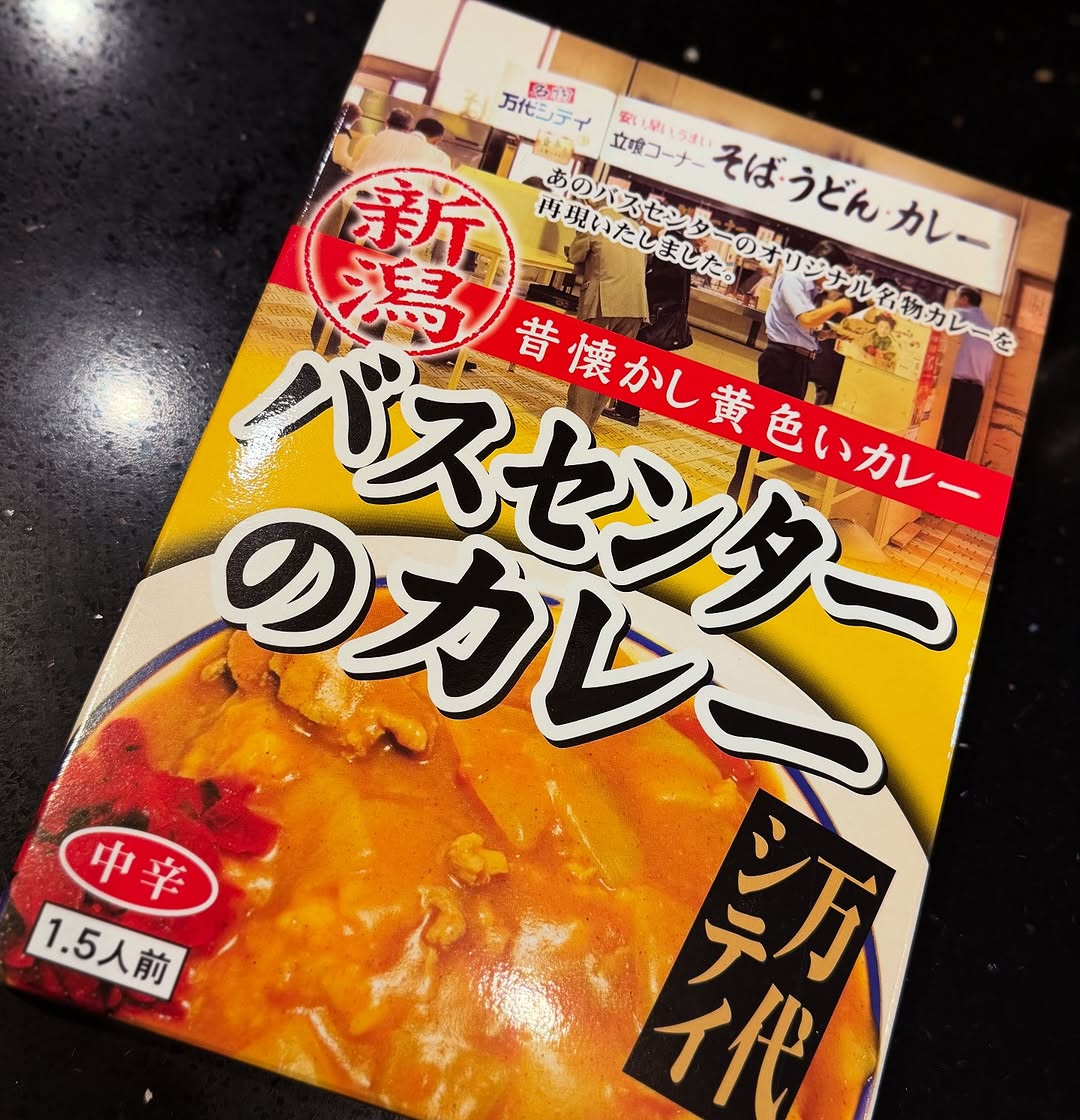 名物
万代シテイ
安い、早い、うまい
立喰コーナー そば・うどん・カレー
あのバスセンターのオリジナル名物カレーを
再現いたしました。
新潟
昔懐かし黄色いカレー
バスセンター
のカレー
万代
シテイ
中辛
1.5人前